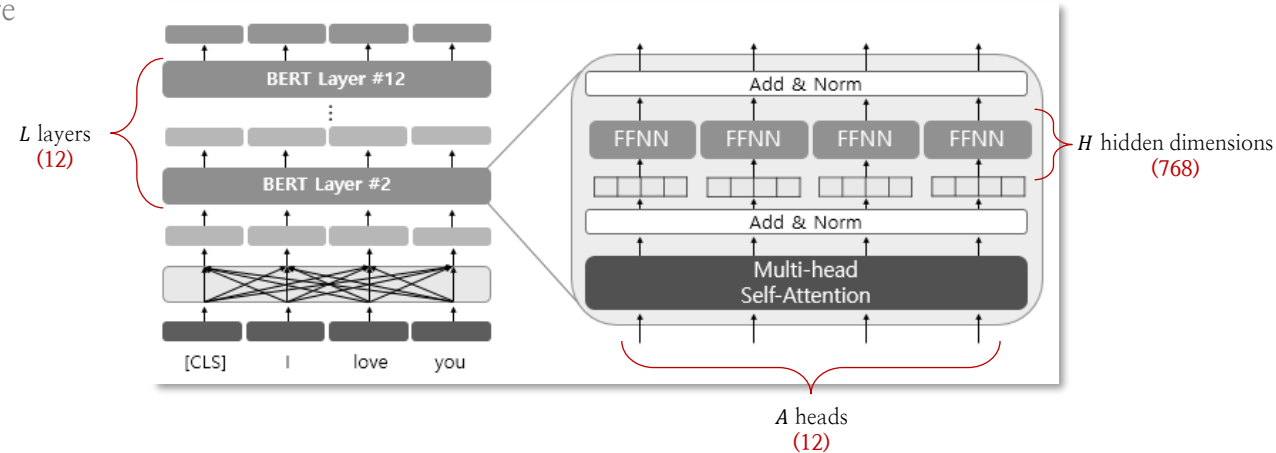 re
BERT Layer #12
⋮
BERT Layer #2
L layers
(12)
[CLS] I love you
Add & Norm
FFNN FFNN FFNN FFNN
Add & Norm
Multi-head
Self-Attention
H hidden dimensions
(768)
A heads
(12)